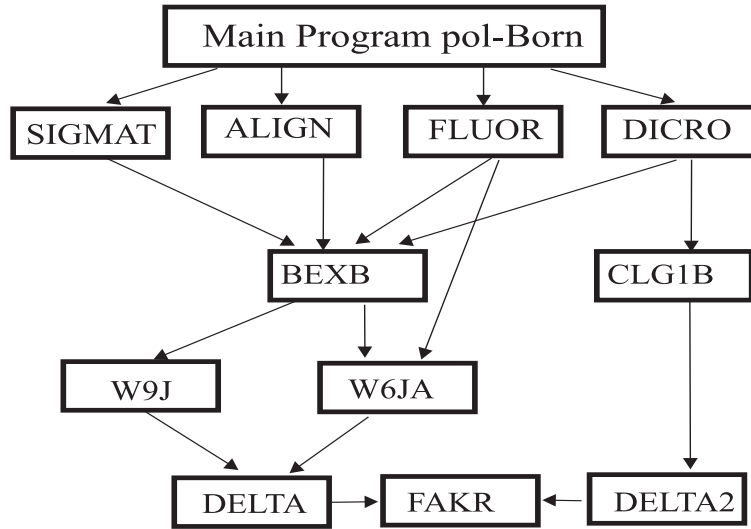 Main Program pol-Born
SIGMAT
ALIGN
FLUOR
DICRO
BEXB
CLG1B
W9J
W6JA
DELTA
FAKR
DELTA2